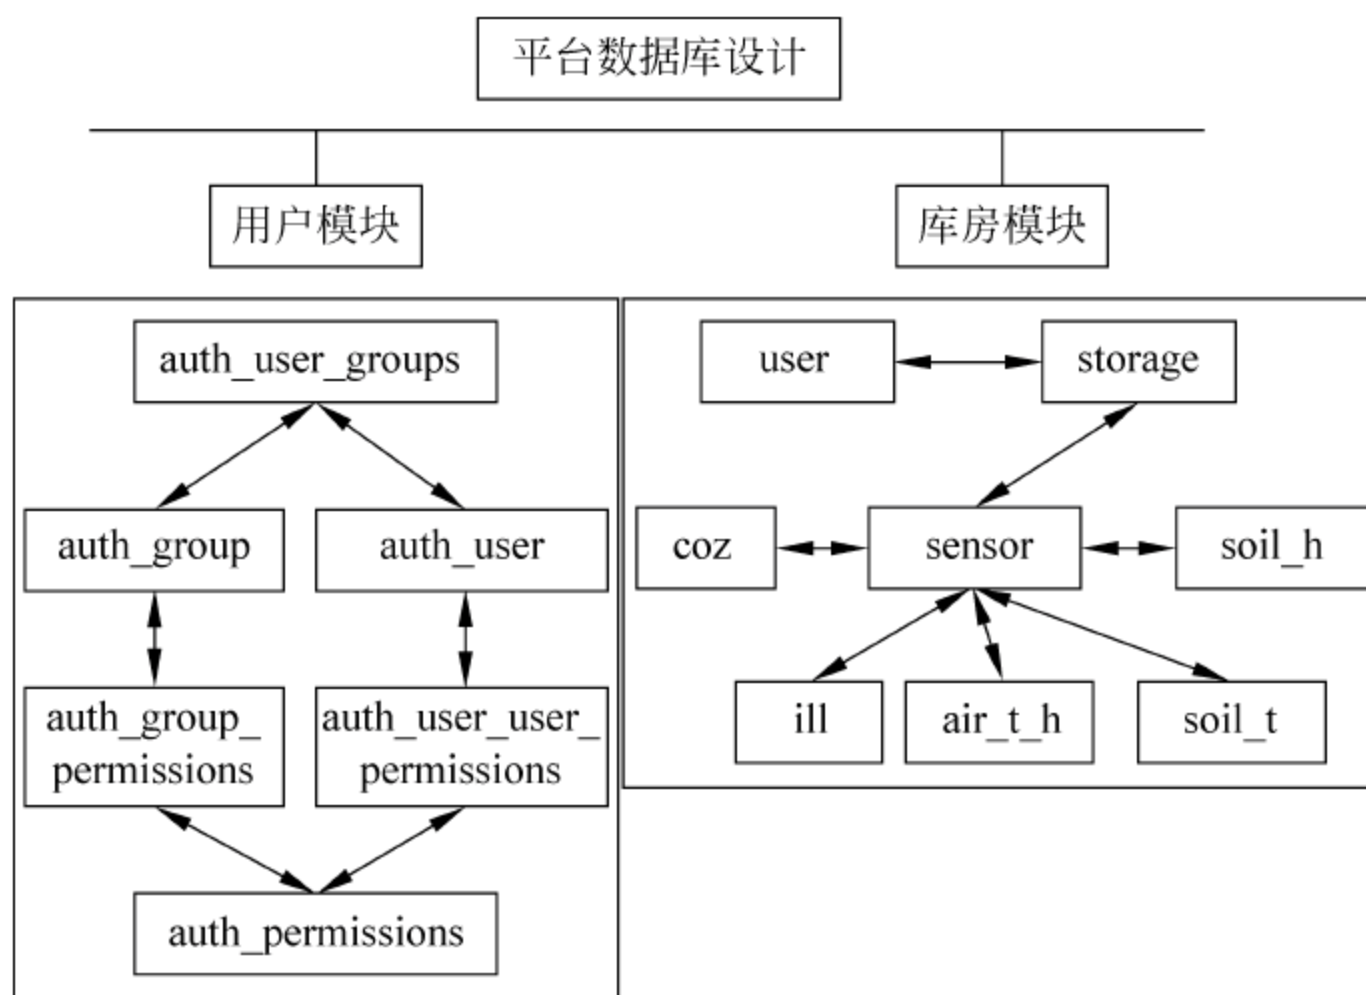 平台数据库设计
用户模块
库房模块
auth_user_groups
auth_group
auth_user
auth_group_
permissions
auth_user_user_
permissions
auth_permissions
user
storage
coz
sensor
soil_h
ill
air_t_h
soil_t